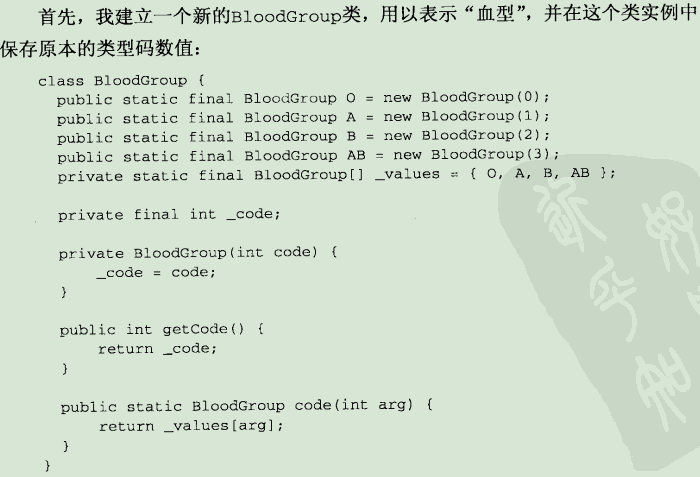 首先，我建立一个新的BloodGroup类，用以表示“血型”，并在这个类实例中
保存原本的类型码数值：
class BloodGroup {
public static final BloodGroup O = new BloodGroup(0);
public static final BloodGroup A = new BloodGroup(1);
public static final BloodGroup B = new BloodGroup(2);
public static final BloodGroup AB = new BloodGroup(3);
private static final BloodGroup[] _values = { O, A, B, AB };
private final int _code;
private BloodGroup(int code) {
_code = code;
}
public int getCode() {
return _code;
}
public static BloodGroup code(int arg) {
return _values[arg];
}
}